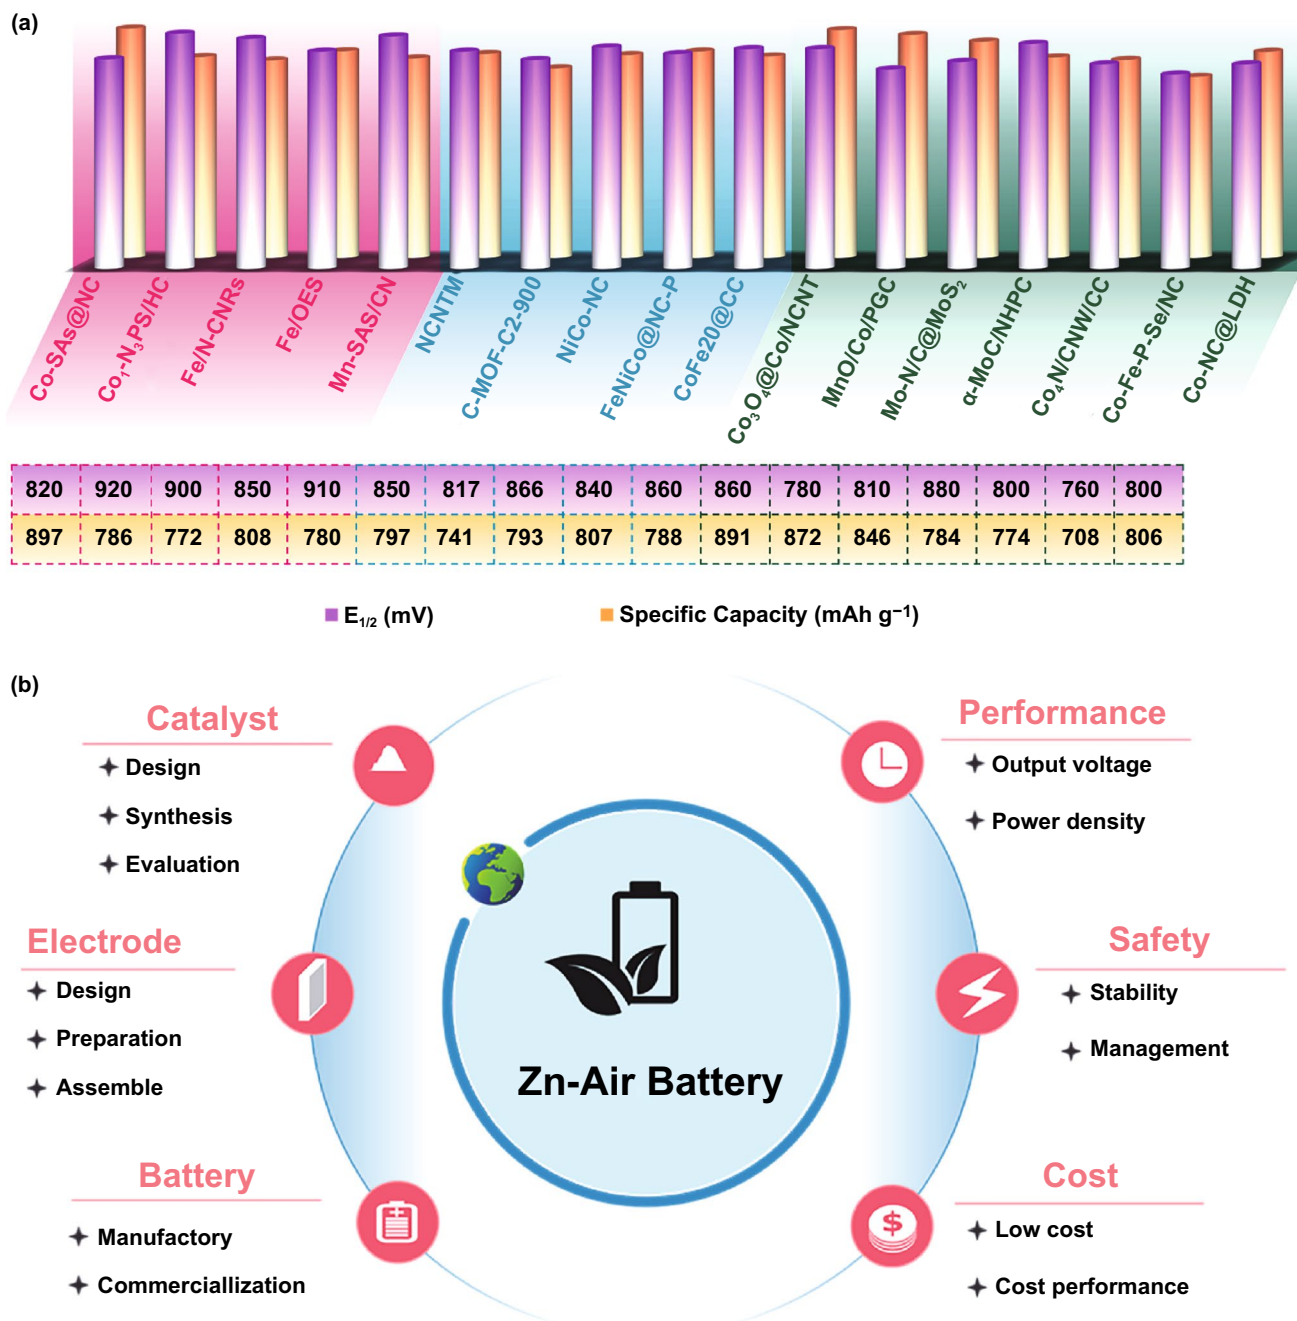 (a)
Co-SAs@NC
Co₁-N₃PS/HC
Fe/N-CNRs
Fe/OES
Mn-SAS/CN
NCNTM
C-MOF-C2-900
NiCo-NC
FeNiCo@NC-P
CoFe20@CC
Co₃O₄@Co/NCNT
MnO/Co/PGC
Mo-N/C@MoS₂
α-MoC/NHPC
Co₄N/CNW/CC
Co-Fe-P-Se/NC
Co-NC@LDH
820 920 900 850 910 850 817 866 840 860 860 780 810 880 800 760 800
897 786 772 808 780 797 741 793 807 788 891 872 846 784 774 708 806
E₁/₂ (mV)
Specific Capacity (mAh g⁻¹)
(b)
Catalyst
Design
Synthesis
Evaluation
Electrode
Design
Preparation
Assemble
Battery
Manufactory
Commerciallization
Zn-Air Battery
Performance
Output voltage
Power density
Safety
Stability
Management
$
Cost
Low cost
Cost performance